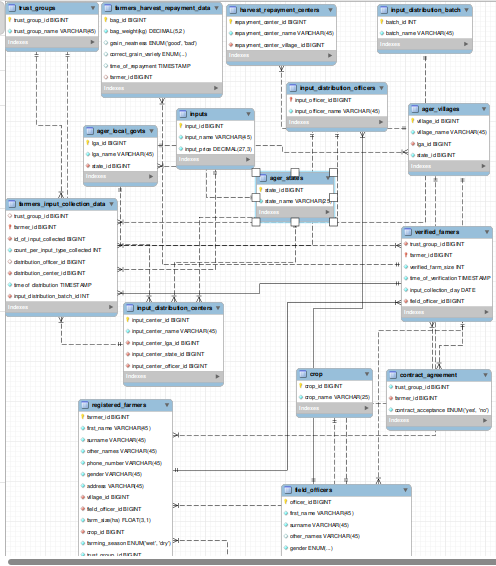 trust_groups
trust_group_id BIGINT
trust_group_name VARCHAR(45)
Indexes
farmers_harvest_repayment_data
bag_id BIGINT
bag_weight(kg) DECIMAL(5,2)
grain_neatness ENUM('good', 'bad')
correct_grain_variety ENUM(...)
time_of_repayment TIMESTAMP
farmer_id BIGINT
Indexes
harvest_repayment_centers
repayment_center_id BIGINT
repayment_center_name VARCHAR(45)
repayment_center_village_id BIGINT
Indexes
input_distribution_batch
batch_id INT
batch_name VARCHAR(45)
Indexes
input_distribution_officers
input_officer_id BIGINT
input_officer_name VARCHAR(45)
Indexes
ager_villages
village_id BIGINT
village_name VARCHAR(45)
lga_id BIGINT
state_id BIGINT
Indexes
inputs
input_id BIGINT
input_name VARCHAR(45)
input_price DECIMAL(27,3)
Indexes
ager_local_govts
lga_id BIGINT
lga_name VARCHAR(45)
state_id BIGINT
Indexes
ager_states
state_id BIGINT
state_name VARCHAR(25)
Indexes
farmers_input_collection_data
trust_group_id BIGINT
farmer_id BIGINT
id_of_input_collected BIGINT
count_per_input_type_collected INT
distribution_officer_id BIGINT
distribution_center_id BIGINT
time of distribution TIMESTAMP
input_distribution_batch_id INT
Indexes
verified_famers
trust_group_id BIGINT
farmer_id BIGINT
verified_farm_size INT
time_of_verification TIMESTAMP
input_collection_day DATE
field_officer_id BIGINT
Indexes
input_distribution_centers
input_center_id BIGINT
input_center_name VARCHAR(45)
input_center_lga_id BIGINT
input_center_state_id BIGINT
input_center_officer_id BIGINT
Indexes
crop
crop_id BIGINT
crop_name VARCHAR(25)
Indexes
contract_agreement
trust_group_id BIGINT
farmer_id BIGINT
contract_acceptance ENUM('yes', 'no')
Indexes
registered_farmers
farmer_id BIGINT
first_name VARCHAR(45)
surname VARCHAR(45)
other_names VARCHAR(45)
phone_number VARCHAR(45)
gender VARCHAR(45)
address VARCHAR(45)
village_id BIGINT
field_officer_id BIGINT
farm_size(ha) FLOAT(3,1)
crop_id BIGINT
farming_season ENUM('wet', 'dry')
trust_group_id BIGINT
field_officers
officer_id BIGINT
first_name VARCHAR(45)
surname VARCHAR(45)
other_names VARCHAR(45)
gender ENUM(...)